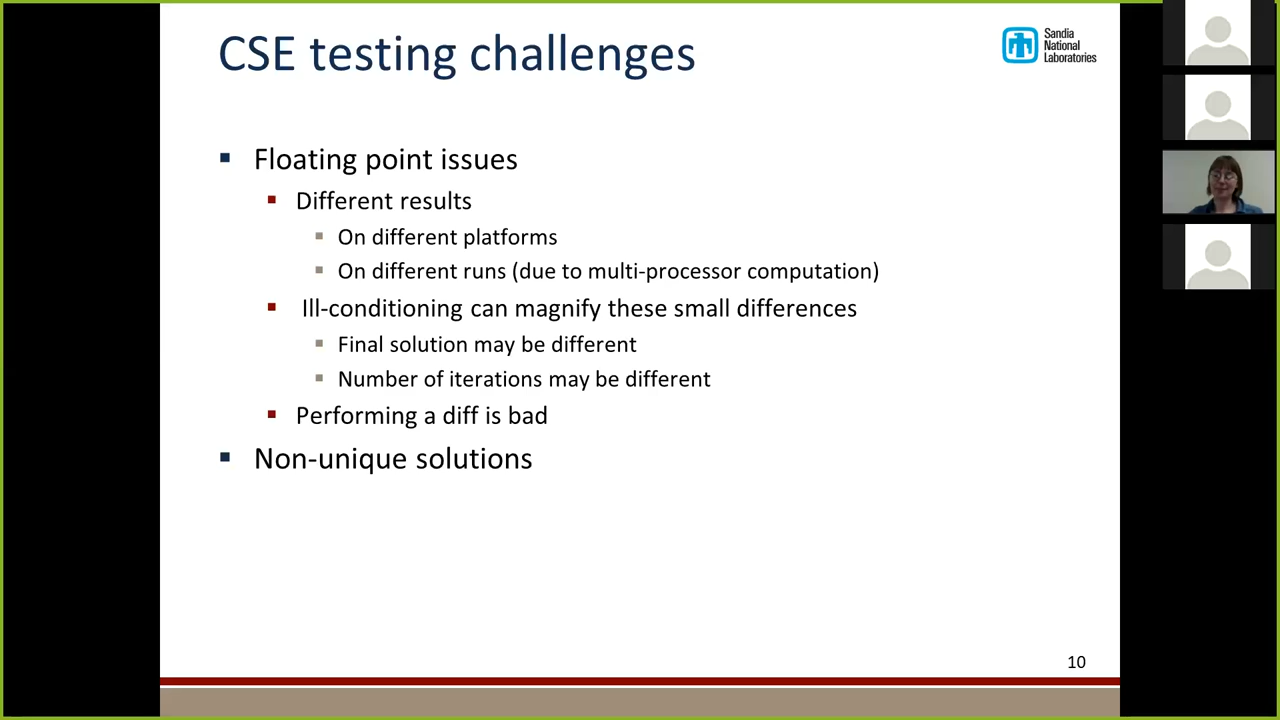 CSE testing challenges
Sandia
National
Laboratories
Floating point issues
Different results
On different platforms
On different runs (due to multi-processor computation)
Ill-conditioning can magnify these small differences
Final solution may be different
Number of iterations may be different
Performing a diff is bad
Non-unique solutions
10